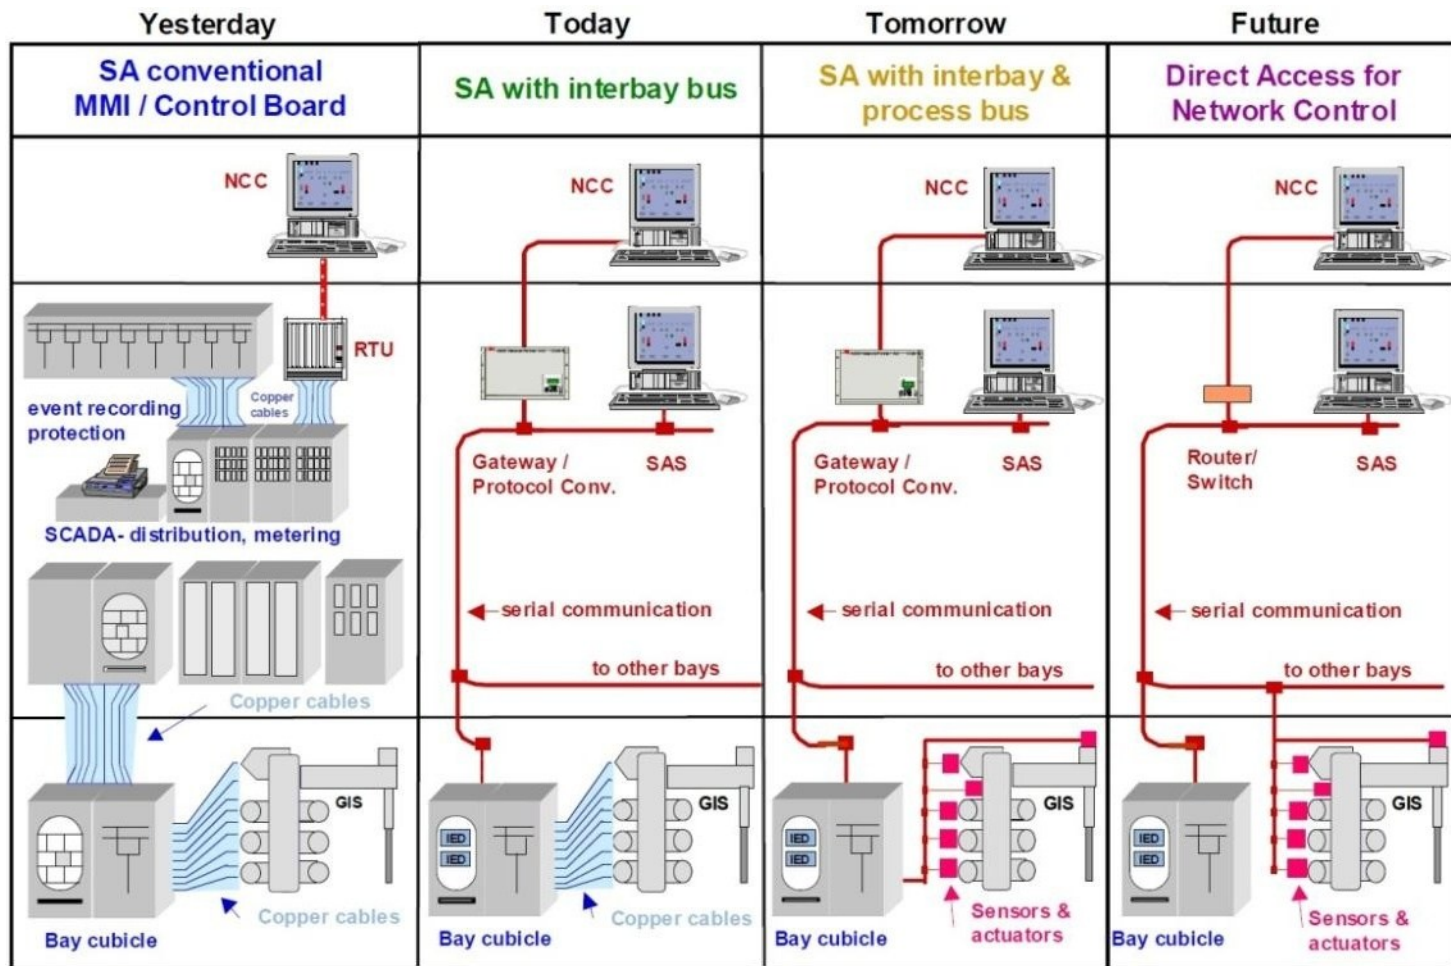 Yesterday
Today
Tomorrow
Future
SA conventional
MMI / Control Board
SA with interbay bus
SA with interbay &
process bus
Direct Access for
Network Control
NCC
NCC
NCC
NCC
RTU
Copper
cables
event recording
protection
SCADA- distribution, metering
Copper cables
GIS
Copper cables
Bay cubicle
Gateway /
Protocol Conv.
SAS
serial communication
to other bays
IED
IED
GIS
Copper cables
Bay cubicle
Gateway /
Protocol Conv.
SAS
serial communication
to other bays
IED
IED
GIS
Sensors &
actuators
Bay cubicle
Router/
Switch
SAS
serial communication
to other bays
IED
IED
GIS
Sensors &
actuators
Bay cubicle